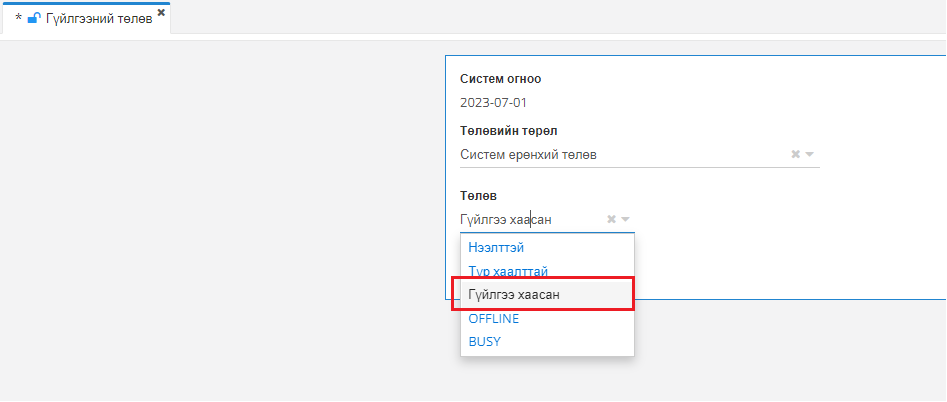 * Гүйлгээний төлөв
Систем огноо
2023-07-01
Төлөвийн төрөл
Систем ерөнхий төлөв
Төлөв
Гүйлгээ хаасан
Нээлттэй
Түр хаалттай
Гүйлгээ хаасан
OFFLINE
BUSY